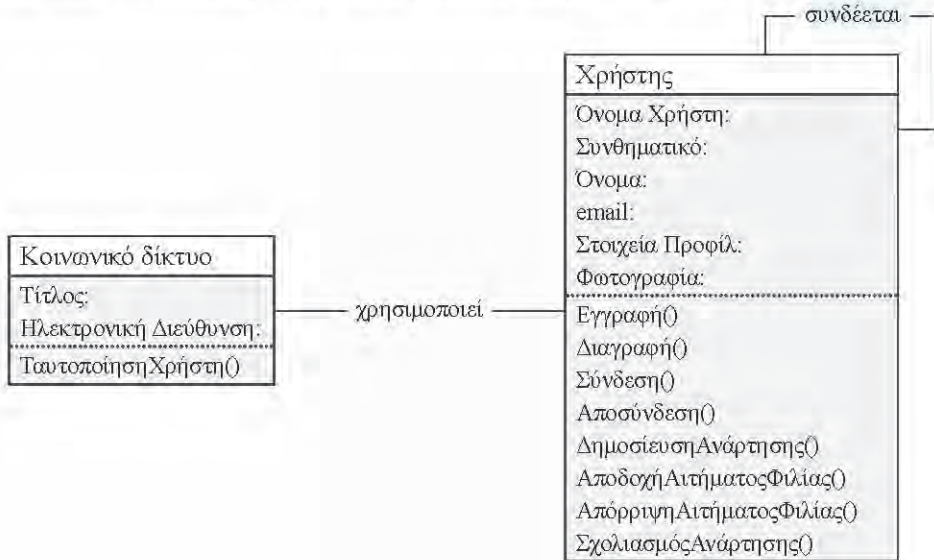 συνδέεται
Χρήστης
Όνομα Χρήστη:
Συνθηματικό:
Όνομα:
email:
Στοιχεία Προφίλ:
Φωτογραφία:
Εγγραφή()
Διαγραφή()
Σύνδεση()
Αποσύνδεση()
ΔημοσίευσηΑνάρτησης()
ΑποδοχήΑιτήματοςΦιλίας()
ΑπόρριψηΑιτήματοςΦιλίας()
ΣχολιασμόςΑνάρτησης()
χρησιμοποιεί
Κοινωνικό δίκτυο
Τίτλος:
Ηλεκτρονική Διεύθυνση:
ΤαυτοποίησηΧρήστη()